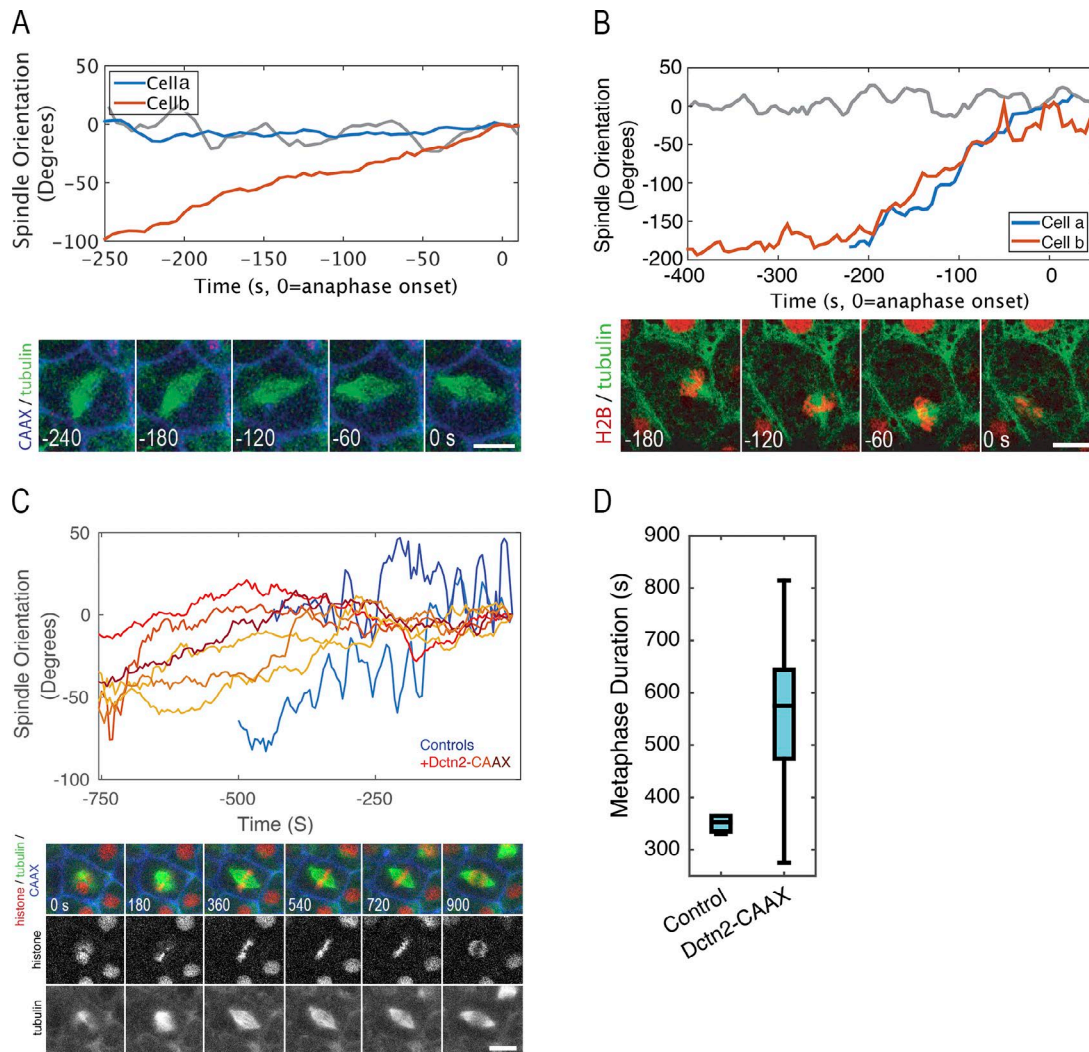 A
Spindle Orientation
(Degrees)
50
0
−50
−100
Cell a
Cell b
−250
−200
−150
−100
−50
0
Time (s, 0=anaphase onset)
CAAX / tubulin
-240
-180
-120
-60
0 s
B
Spindle Orientation
(Degrees)
50
0
-50
-100
-150
-200
Cell a
Cell b
-400
-300
-200
-100
0
Time (s, 0=anaphase onset)
H2B / tubulin
-180
-120
-60
0 s
C
Spindle Orientation
(Degrees)
50
0
-50
-100
Controls
+Dctn2-CAAX
-750
-500
-250
Time (S)
histone / tubulin /
CAAX
0 s
180
360
540
720
900
histone
tubulin
D
Metaphase Duration (s)
900
800
700
600
500
400
300
Control
Dctn2-CAAX